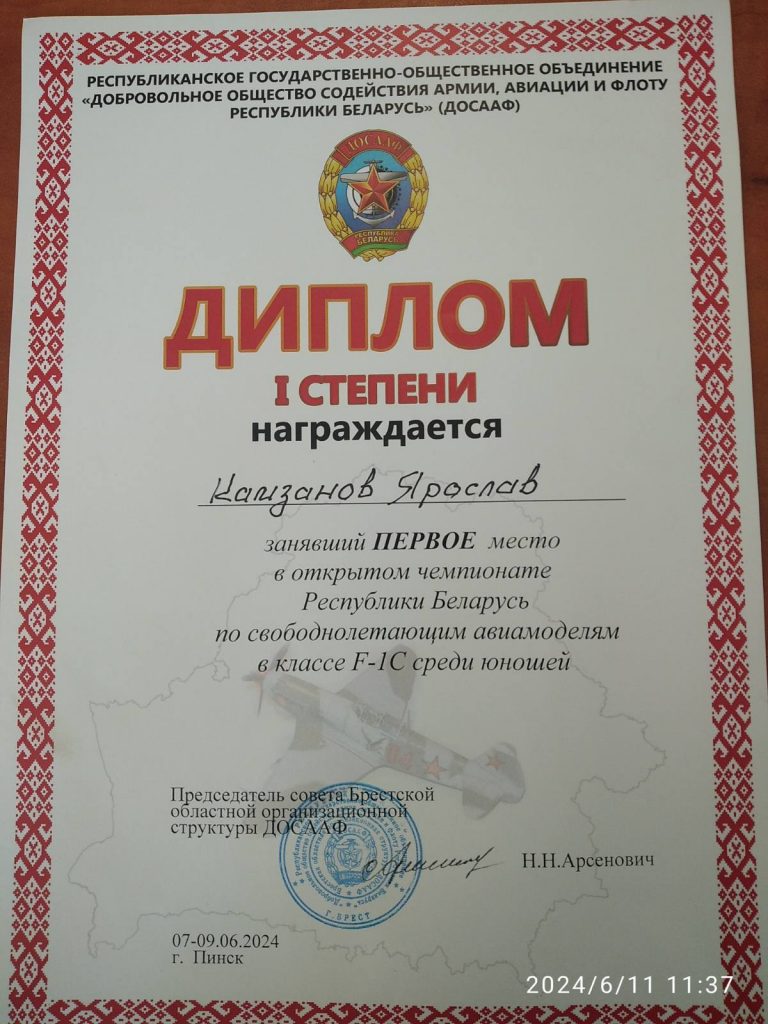 РЕСПУБЛИКАНСКОЕ ГОСУДАРСТВЕННО-ОБЩЕСТВЕННОЕ ОБЪЕДИНЕНИЕ
«ДОБРОВОЛЬНОЕ ОБЩЕСТВО СОДЕЙСТВИЯ АРМИИ, АВИАЦИИ И ФЛОТУ
РЕСПУБЛИКИ БЕЛАРУСЬ» (ДОСААФ)
ДОСААФ
РЕСПУБЛИКА
БЕЛАРУСЬ
ДИПЛОМ
I СТЕПЕНИ
награждается
Ярослав
занявший ПЕРВОЕ место
в открытом чемпионате
Республики Беларусь
по свободнолетающим авиамоделям
в классе F-1C среди юношей
Председатель совета Брестской
областной организационной
структуры ДОСААФ
Н.Н.Арсенович
Г. БРЕСТ
07-09.06.2024
г. Пинск
2024/6/11 11:37